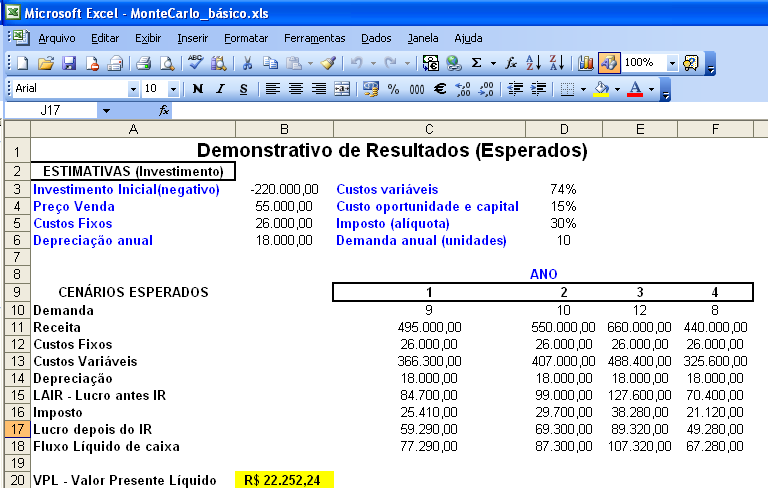 Microsoft Excel - MonteCarlo_básico.xls
Arquivo Editar Exibir Inserir Formatar Ferramentas Dados Janela Ajuda
Σ fx 100%
Arial 10 N I S % 000 €
J17 fx
A B C D E F
1 Demonstrativo de Resultados (Esperados)
2 ESTIMATIVAS (Investimento)
3 Investimento Inicial(negativo) -220.000,00 Custos variáveis 74%
4 Preço Venda 55.000,00 Custo oportunidade e capital 15%
5 Custos Fixos 26.000,00 Imposto (alíquota) 30%
6 Depreciação anual 18.000,00 Demanda anual (unidades) 10
7
8 ANO
9 CENÁRIOS ESPERADOS 1 2 3 4
10 Demanda 9 10 12 8
11 Receita 495.000,00 550.000,00 660.000,00 440.000,00
12 Custos Fixos 26.000,00 26.000,00 26.000,00 26.000,00
13 Custos Variáveis 366.300,00 407.000,00 488.400,00 325.600,00
14 Depreciação 18.000,00 18.000,00 18.000,00 18.000,00
15 LAIR - Lucro antes IR 84.700,00 99.000,00 127.600,00 70.400,00
16 Imposto 25.410,00 29.700,00 38.280,00 21.120,00
17 Lucro depois do IR 59.290,00 69.300,00 89.320,00 49.280,00
18 Fluxo Líquido de caixa 77.290,00 87.300,00 107.320,00 67.280,00
19
20 VPL - Valor Presente Líquido R$ 22.252,24